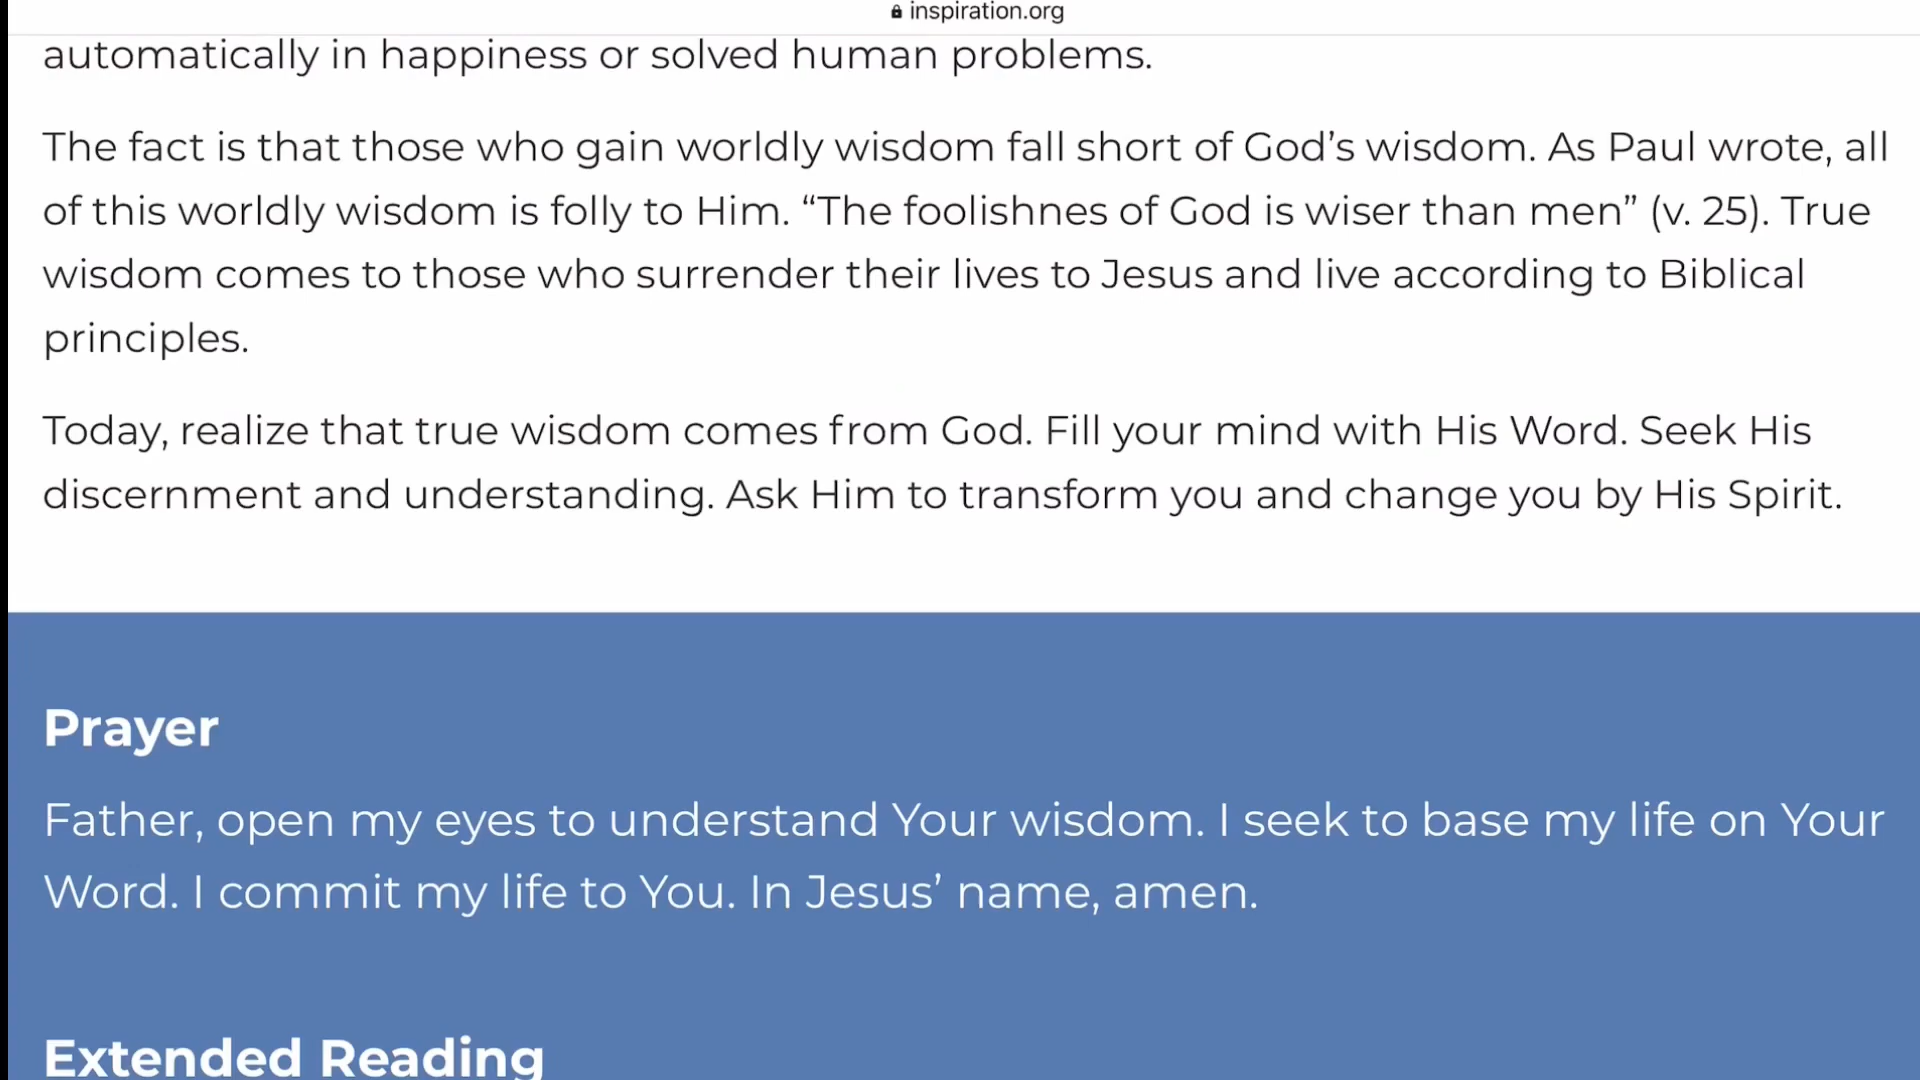 inspiration.org
automatically in happiness or solved human problems.
The fact is that those who gain worldly wisdom fall short of God’s wisdom. As Paul wrote, all
of this worldly wisdom is folly to Him. “The foolishnes of God is wiser than men” (v. 25). True
wisdom comes to those who surrender their lives to Jesus and live according to Biblical
principles.
Today, realize that true wisdom comes from God. Fill your mind with His Word. Seek His
discernment and understanding. Ask Him to transform you and change you by His Spirit.
Prayer
Father, open my eyes to understand Your wisdom. I seek to base my life on Your
Word. I commit my life to You. In Jesus’ name, amen.
Extended Reading